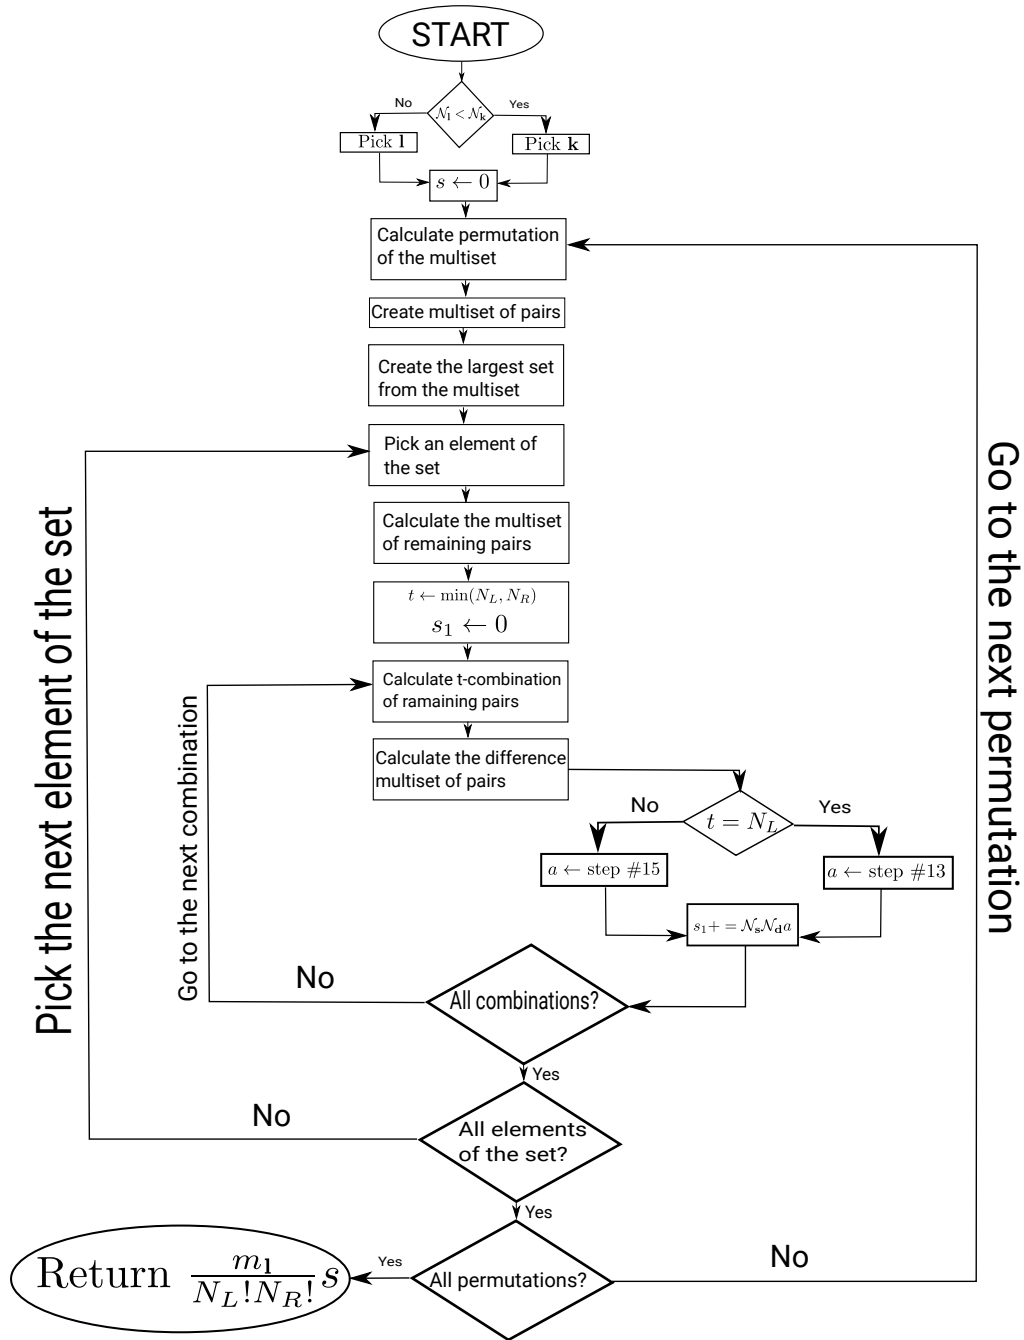 START
No
𝒩_𝐥 < 𝒩_𝐤
Yes
Pick 𝐥
Pick 𝐤
s ← 0
Calculate permutation
of the multiset
Create multiset of pairs
Create the largest set
from the multiset
Pick an element of
the set
Calculate the multiset
of remaining pairs
t ← min(N_L, N_R)
s_1 ← 0
Calculate t-combination
of ramaining pairs
Calculate the difference
multiset of pairs
No
t = N_L
Yes
a ← step #15
a ← step #13
s_1+ = 𝒩_𝐬𝒩_𝐝a
Go to the next combination
No
All combinations?
Yes
Pick the next element of the set
No
All elements
of the set?
Yes
Go to the next permutation
No
All permutations?
Yes
Return \frac{m_𝐥}{N_L!N_R!}s